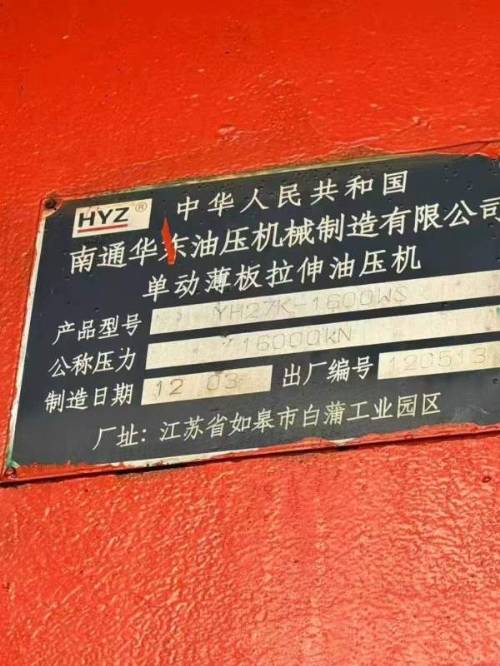 HYZ® 中华人民共和国
南通华东油压机械制造有限公司
单动薄板拉伸油压机
产品型号 YH27K-1600WS
公称压力 16000kN
制造日期 12 03 出厂编号 120513
厂址：江苏省如皋市白蒲工业园区